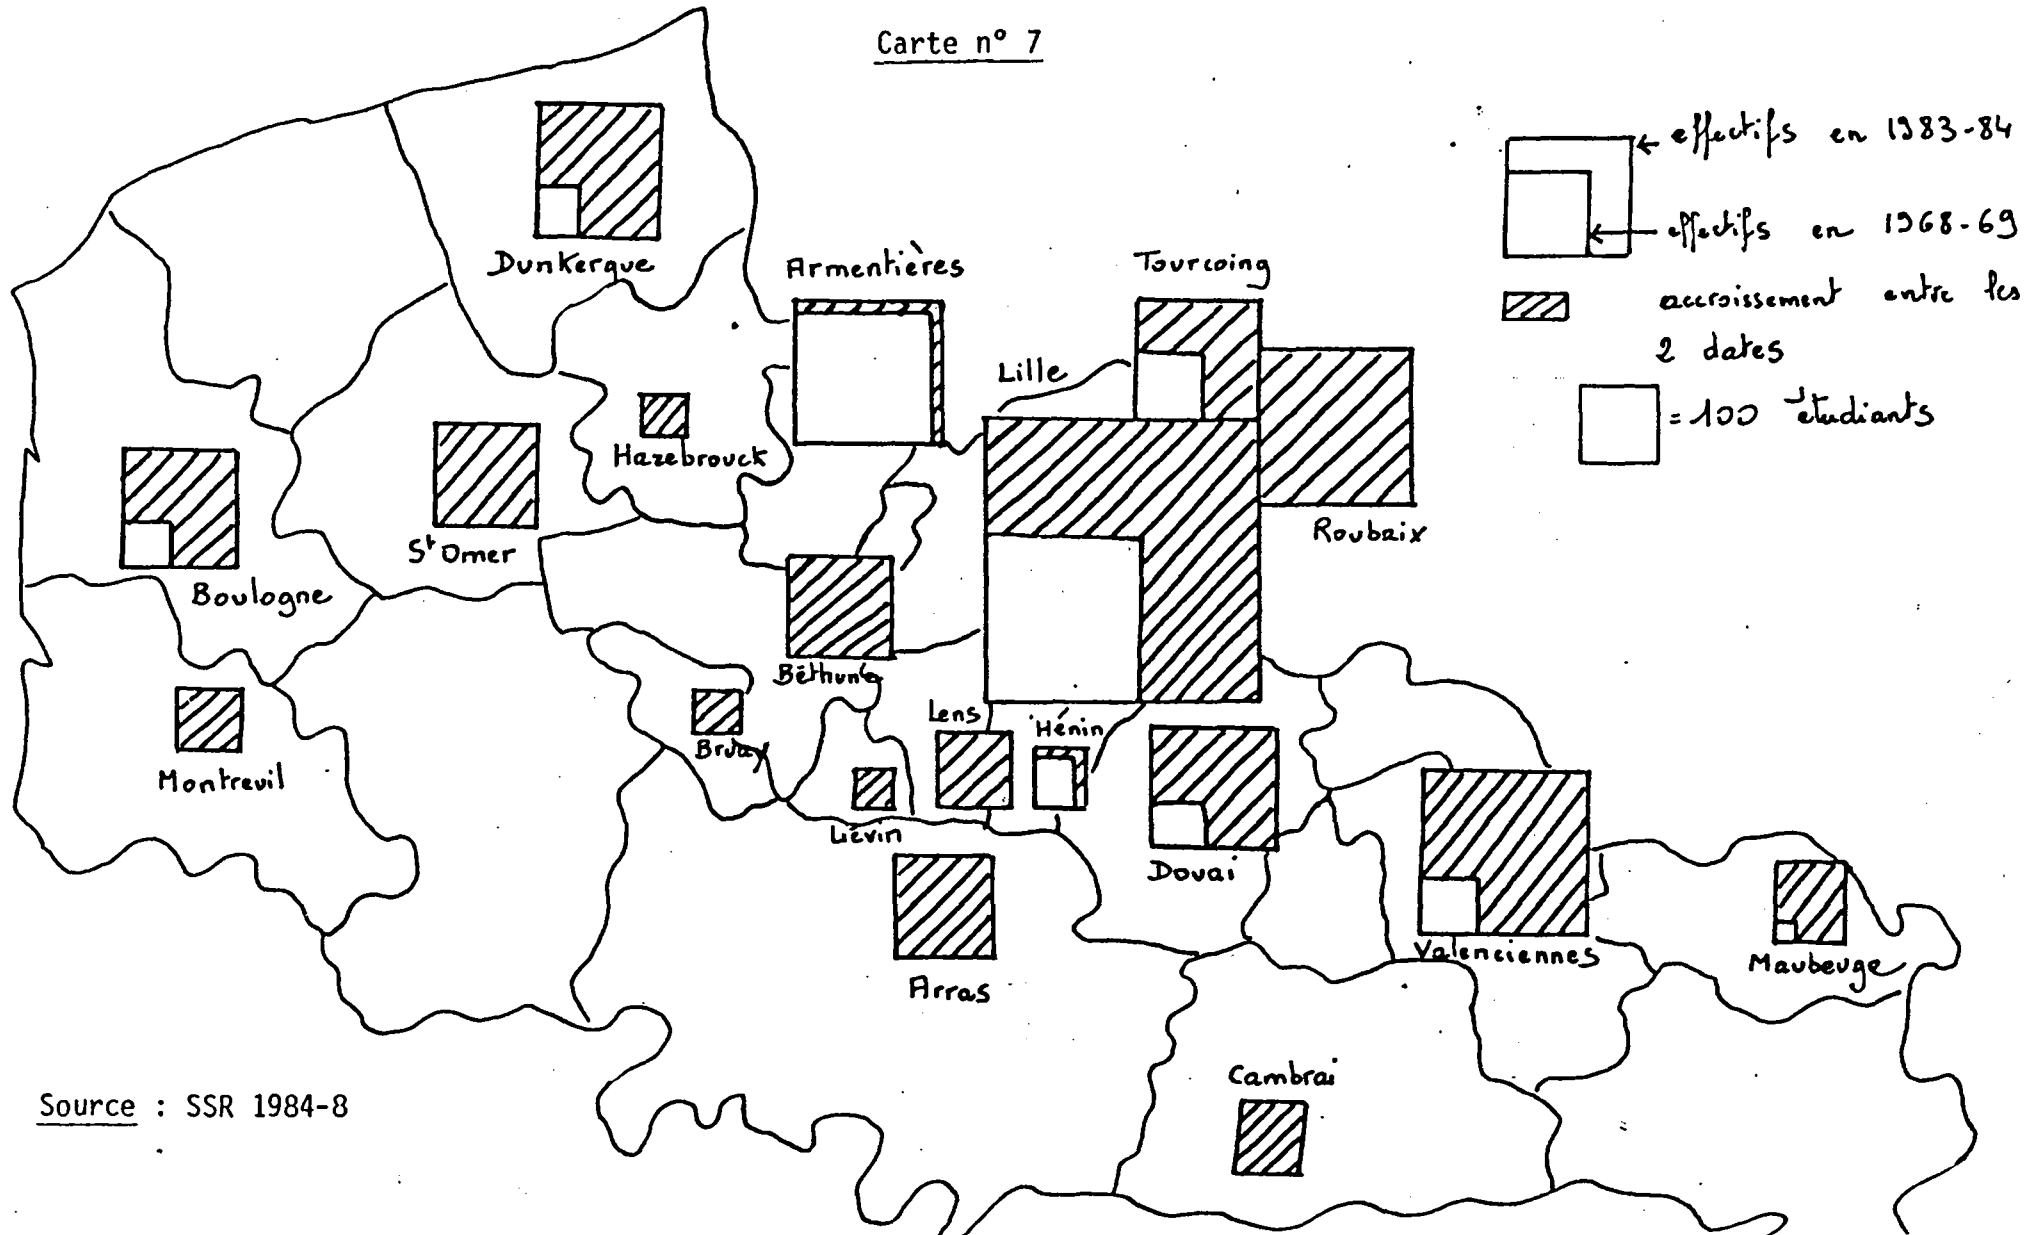 Carte n° 7
effectifs en 1983-84
effectifs en 1968-69
accroissement entre les
2 dates
= 100 étudiants
Dunkerque
Armentières
Tourcoing
Lille
Hazebrouck
St Omer
Roubaix
Boulogne
Béthune
Lens
Hénin
Bruay
Montreuil
Liévin
Douai
Valenciennes
Maubeuge
Arras
Cambrai
Source : SSR 1984-8